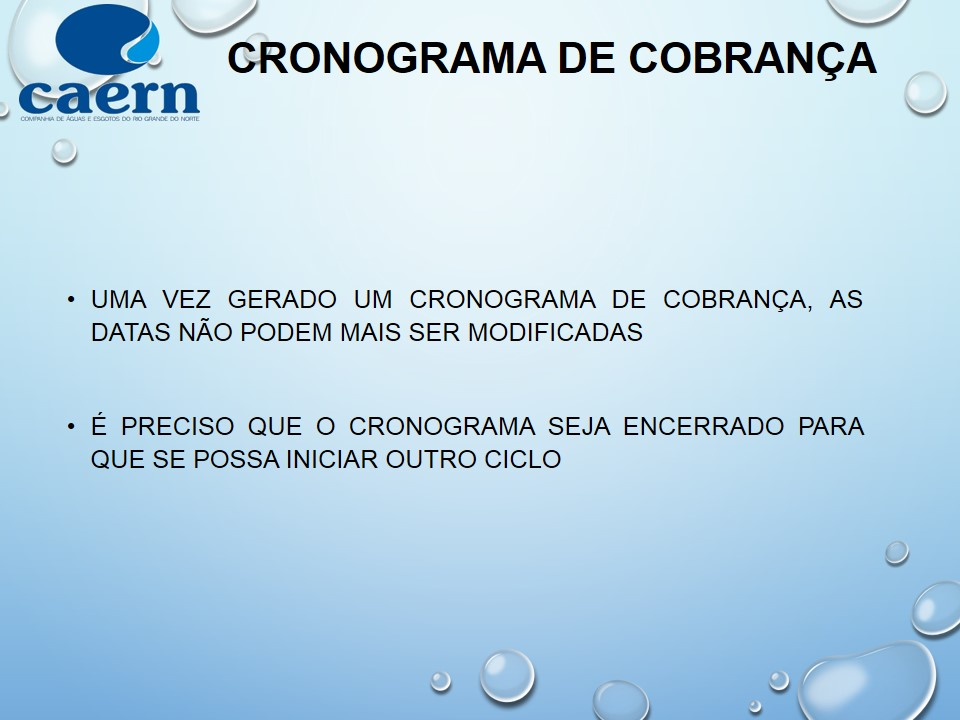 caern
COMPANHIA DE ÁGUAS E ESGOTOS DO RIO GRANDE DO NORTE
CRONOGRAMA DE COBRANÇA
• UMA VEZ GERADO UM CRONOGRAMA DE COBRANÇA, AS
DATAS NÃO PODEM MAIS SER MODIFICADAS
• É PRECISO QUE O CRONOGRAMA SEJA ENCERRADO PARA
QUE SE POSSA INICIAR OUTRO CICLO